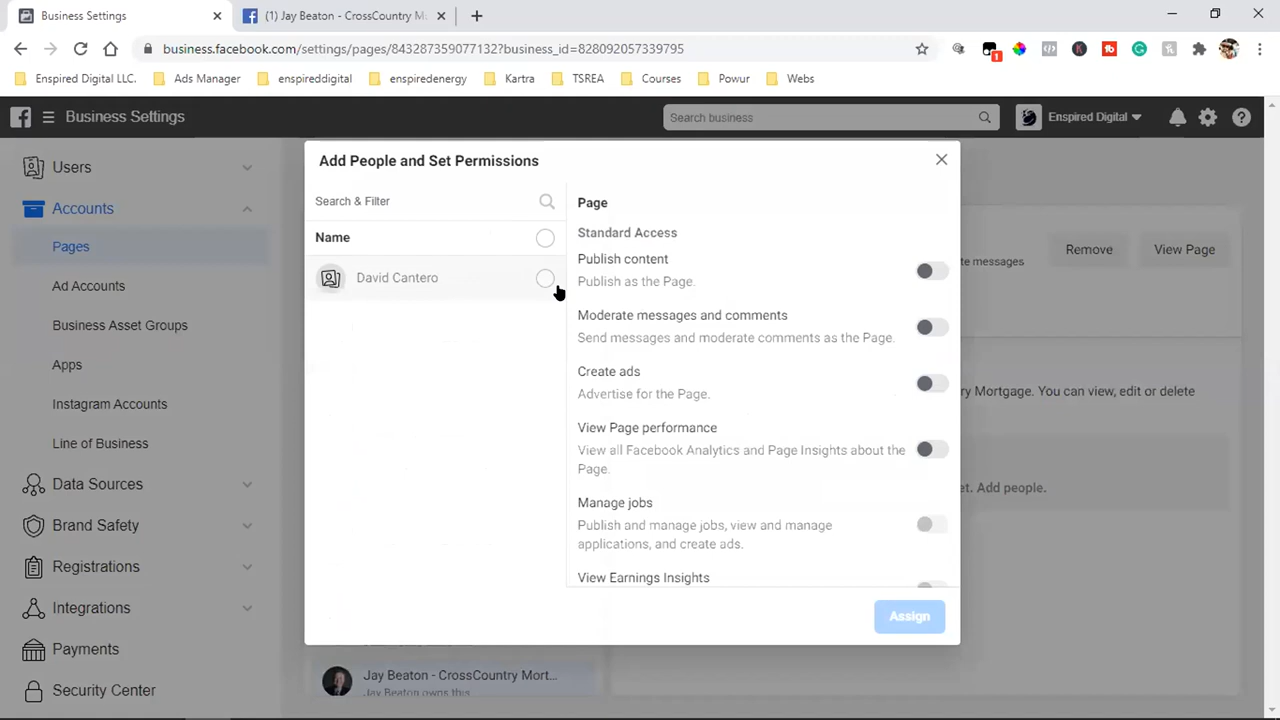 Business Settings
(1) Jay Beaton - CrossCountry M
business.facebook.com/settings/pages/843287359077132?business_id=828092057339795
1
Enspired Digital LLC.
Ads Manager
enspireddigital
enspiredenergy
Kartra
TSREA
Courses
Powur
Webs
Business Settings
Search business
Enspired Digital
Users
Accounts
Pages
Ad Accounts
Business Asset Groups
Apps
Instagram Accounts
Line of Business
Data Sources
Brand Safety
Registrations
Integrations
Payments
Security Center
Add People and Set Permissions
Search & Filter
Name
David Cantero
Page
Standard Access
Publish content
Publish as the Page.
Moderate messages and comments
Send messages and moderate comments as the Page.
Create ads
Advertise for the Page.
View Page performance
View all Facebook Analytics and Page Insights about the
Page.
Manage jobs
Publish and manage jobs, view and manage
applications, and create ads.
View Earnings Insights
Assign
Remove
View Page
te messages
ry Mortgage. You can view, edit or delete
et. Add people.
Jay Beaton - CrossCountry Mort...
Jay Beaton owns this